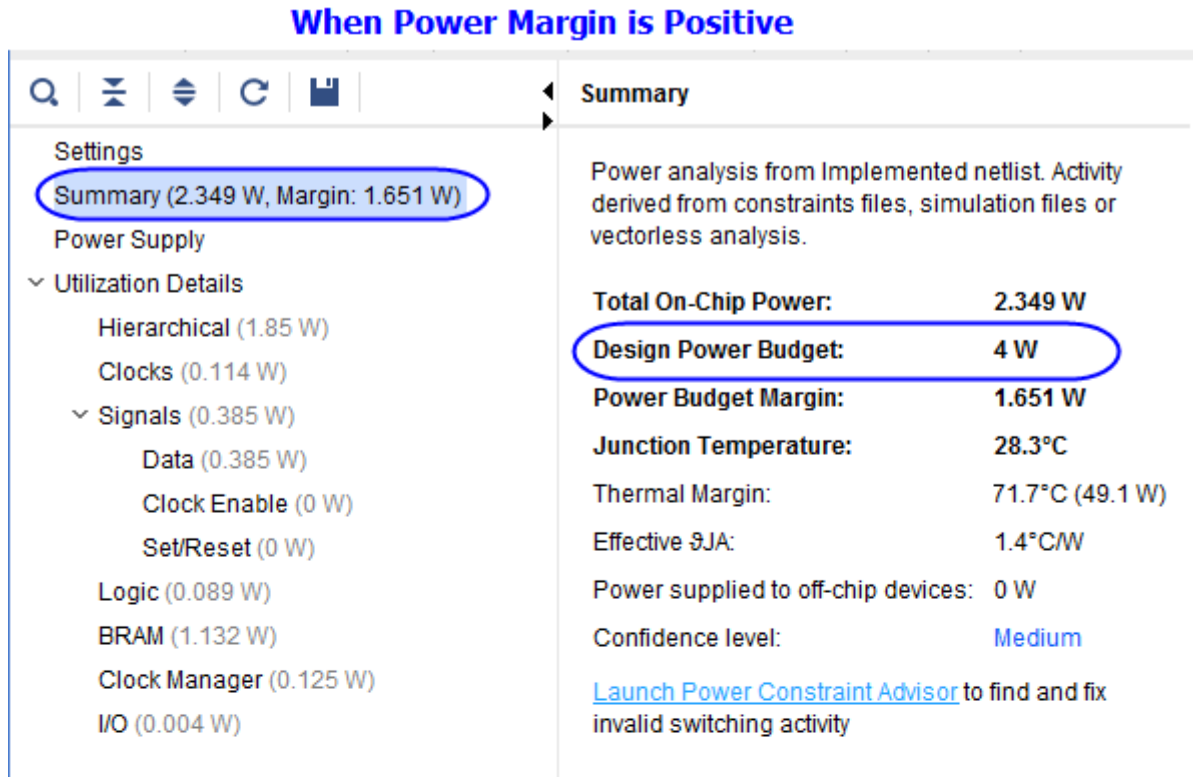 When Power Margin is Positive
Settings
Summary (2.349 W, Margin: 1.651 W)
Power Supply
Utilization Details
Hierarchical (1.85 W)
Clocks (0.114 W)
Signals (0.385 W)
Data (0.385 W)
Clock Enable (0 W)
Set/Reset (0 W)
Logic (0.089 W)
BRAM (1.132 W)
Clock Manager (0.125 W)
I/O (0.004 W)
Summary
Power analysis from Implemented netlist. Activity
derived from constraints files, simulation files or
vectorless analysis.
Total On-Chip Power: 2.349 W
Design Power Budget: 4 W
Power Budget Margin: 1.651 W
Junction Temperature: 28.3°C
Thermal Margin: 71.7°C (49.1 W)
Effective ϑJA: 1.4°C/W
Power supplied to off-chip devices: 0 W
Confidence level: Medium
Launch Power Constraint Advisor to find and fix
invalid switching activity